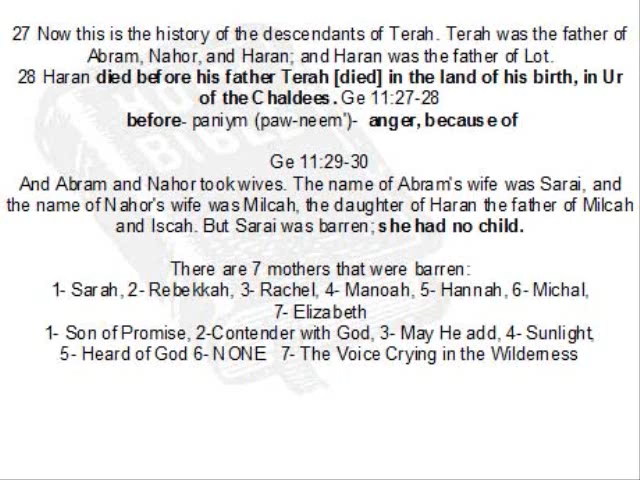 27 Now this is the history of the descendants of Terah. Terah was the father of
Abram, Nahor, and Haran; and Haran was the father of Lot.
28 Haran died before his father Terah [died] in the land of his birth, in Ur
of the Chaldees. Ge 11:27-28
before- paniym (paw-neem')- anger, because of
Ge 11:29-30
And Abram and Nahor took wives. The name of Abram's wife was Sarai, and
the name of Nahor's wife was Milcah, the daughter of Haran the father of Milcah
and Iscah. But Sarai was barren; she had no child.
There are 7 mothers that were barren:
1- Sarah, 2- Rebekkah, 3- Rachel, 4- Manoah, 5- Hannah, 6- Michal,
7- Elizabeth
1- Son of Promise, 2-Contender with God, 3- May He add, 4- Sunlight,
5- Heard of God 6- NONE 7- The Voice Crying in the Wilderness
HOLY
BIBLE